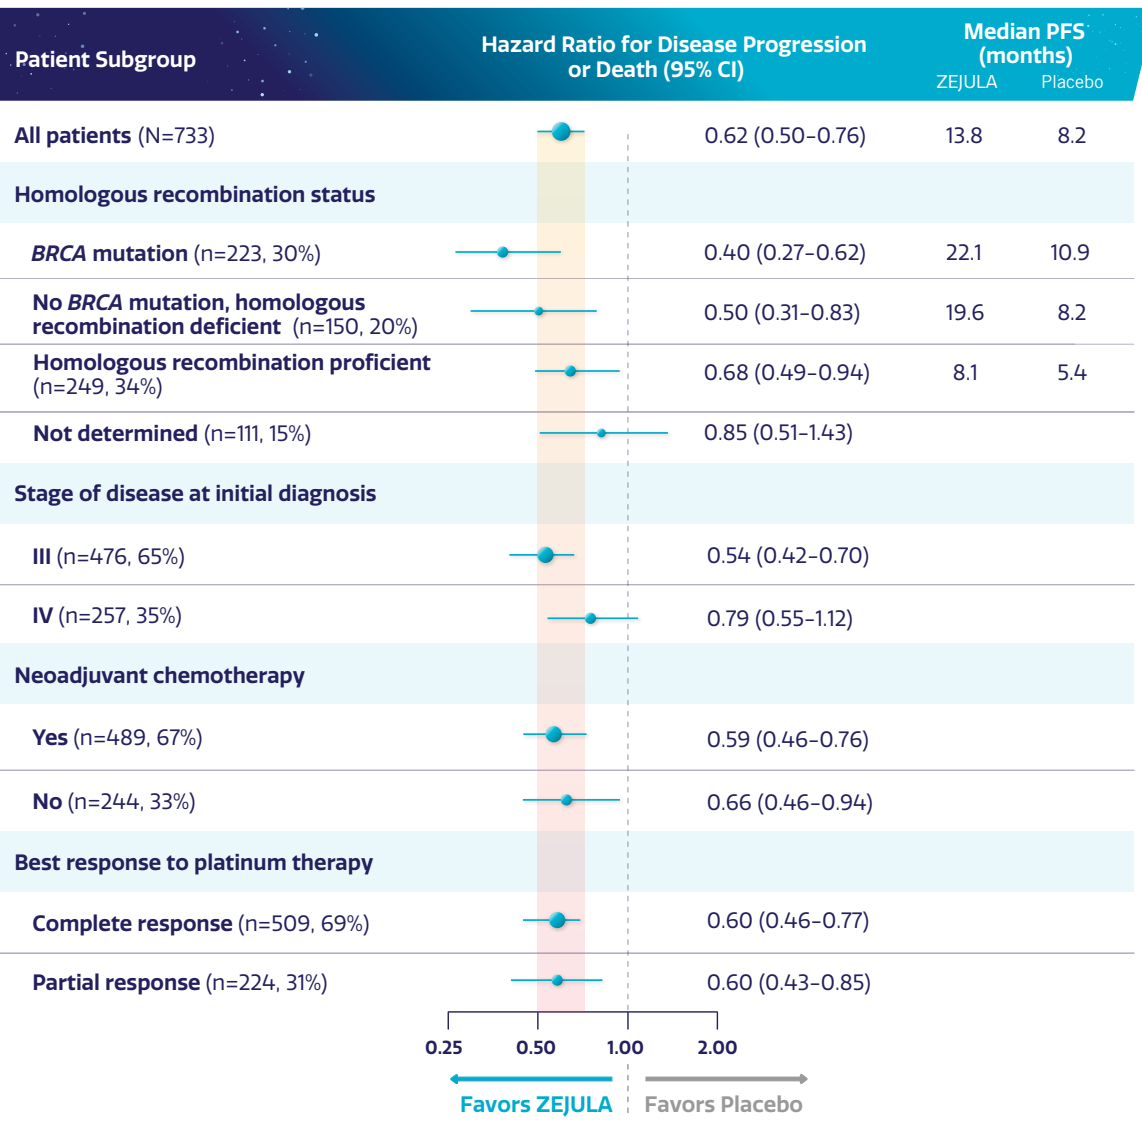 Patient Subgroup
Hazard Ratio for Disease Progression
or Death (95% CI)
Median PFS
(months)
ZEJULA Placebo
All patients (N=733) 0.62 (0.50–0.76) 13.8 8.2
Homologous recombination status
BRCA mutation (n=223, 30%) 0.40 (0.27–0.62) 22.1 10.9
No BRCA mutation, homologous
recombination deficient (n=150, 20%) 0.50 (0.31–0.83) 19.6 8.2
Homologous recombination proficient
(n=249, 34%) 0.68 (0.49–0.94) 8.1 5.4
Not determined (n=111, 15%) 0.85 (0.51–1.43)
Stage of disease at initial diagnosis
III (n=476, 65%) 0.54 (0.42–0.70)
IV (n=257, 35%) 0.79 (0.55–1.12)
Neoadjuvant chemotherapy
Yes (n=489, 67%) 0.59 (0.46–0.76)
No (n=244, 33%) 0.66 (0.46–0.94)
Best response to platinum therapy
Complete response (n=509, 69%) 0.60 (0.46–0.77)
Partial response (n=224, 31%) 0.60 (0.43–0.85)
0.25 0.50 1.00 2.00
Favors ZEJULA Favors Placebo